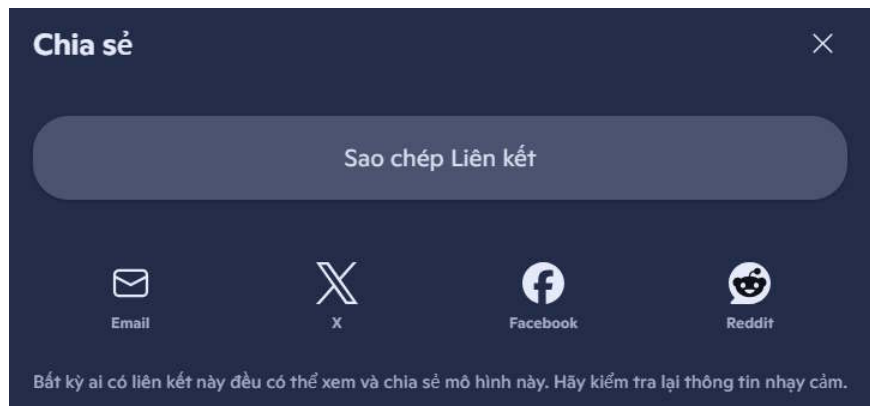 Chia sẻ
Sao chép Liên kết
Email
X
Facebook
Reddit
Bất kỳ ai có liên kết này đều có thể xem và chia sẻ mô hình này. Hãy kiểm tra lại thông tin nhạy cảm.